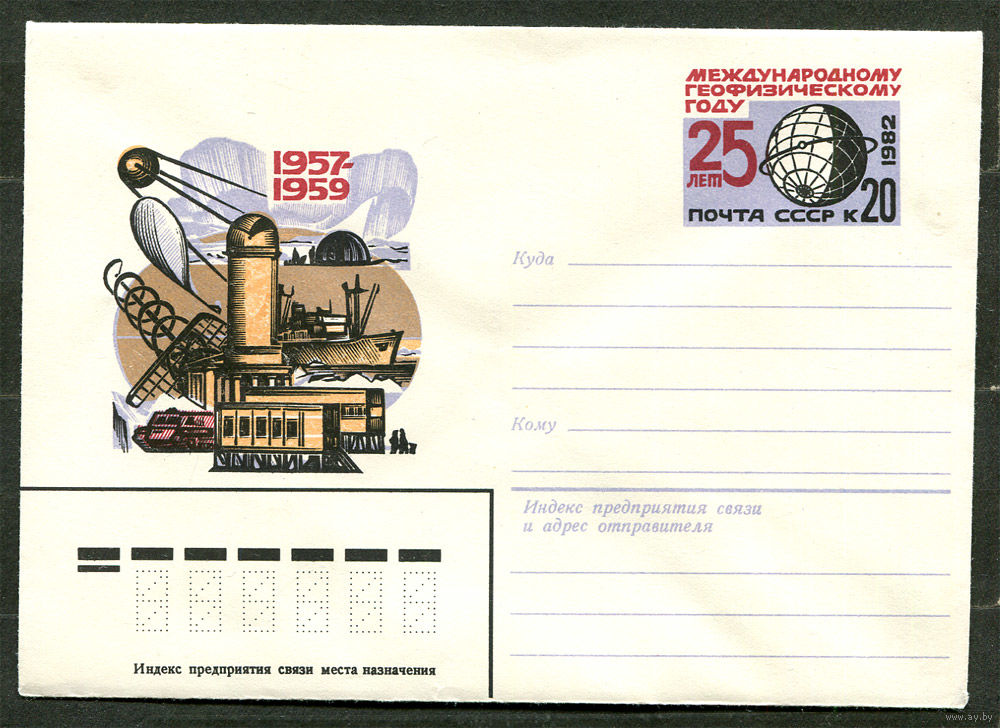 МЕЖДУНАРОДНОМУ
ГЕОФИЗИЧЕСКОМУ
ГОДУ
25
ЛЕТ
1982
ПОЧТА СССР К 20
1957-
1959
Куда
Кому
Индекс предприятия связи
и адрес отправителя
Индекс предприятия связи места назначения
www.ay.by